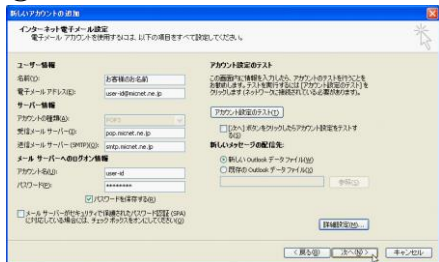 新しいアカウントの追加
インターネット電子メール設定
電子メール アカウントを使用するには、以下の項目をすべて設定してください。
ユーザー情報
名前(Y):
お客様のお名前
電子メール アドレス(E):
user-id@micnet.ne.jp
サーバー情報
アカウントの種類(A):
POP3
受信メール サーバー(I):
pop.micnet.ne.jp
送信メール サーバー (SMTP)(O):
smtp.micnet.ne.jp
メール サーバーへのログオン情報
アカウント名(U):
user-id
パスワード(P):
********
パスワードを保存する(R)
メール サーバーがセキュリティで保護されたパスワード認証 (SPA)
に対応している場合には、チェック ボックスをオンにしてください(Q)
アカウント設定のテスト
この画面内に情報を入力したら、アカウントのテストを行うことを
お勧めします。テストを実行するには [アカウント設定のテスト] を
クリックします (ネットワークに接続されている必要があります)。
アカウント設定のテスト(T)...
[次へ] ボタンをクリックしたらアカウント設定をテストす
る(S)
新しいメッセージの配信先:
新しい Outlook データ ファイル(W)
既存の Outlook データ ファイル(X)
参照(S)
詳細設定(M)...
< 戻る(B)
次へ(N) >
キャンセル